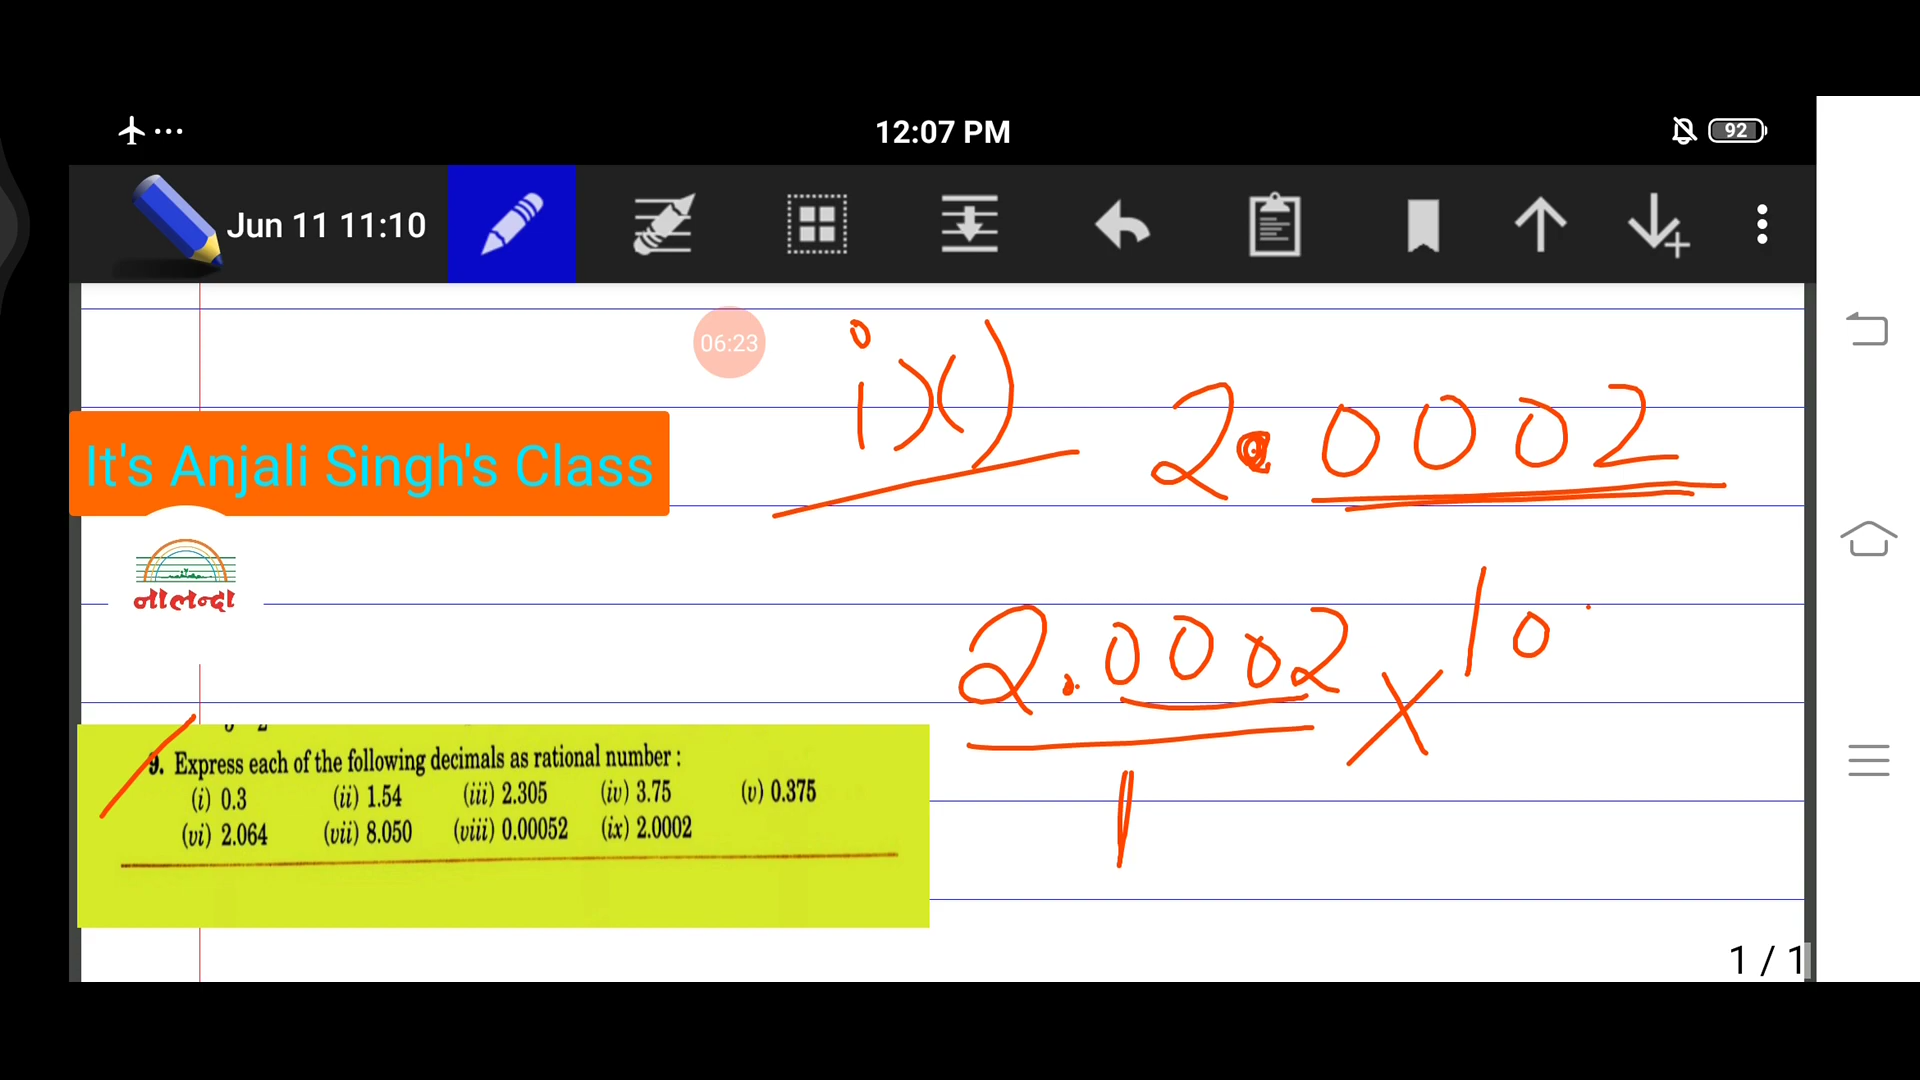 12:07 PM
92
Jun 11 11:10
06:23
ix) 2.0002
It's Anjali Singh's Class
नालन्दा
2.0002 × 10
1
9. Express each of the following decimals as rational number :
(i) 0.3 (ii) 1.54 (iii) 2.305 (iv) 3.75 (v) 0.375
(vi) 2.064 (vii) 8.050 (viii) 0.00052 (ix) 2.0002
1 / 1